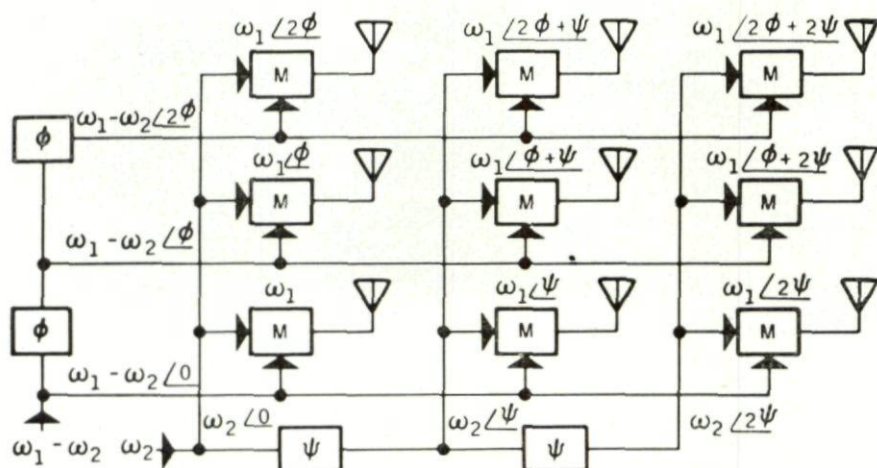 ω₁∠2ϕ ω₁∠2ϕ+ψ ω₁∠2ϕ+2ψ
M M M
ϕ ω₁-ω₂∠2ϕ
ω₁∠ϕ ω₁∠ϕ+ψ ω₁∠ϕ+2ψ
M M M
ω₁-ω₂∠ϕ
ω₁ ω₁∠ψ ω₁∠2ψ
ϕ M M M
ω₁-ω₂∠0
ω₂∠0 ω₂∠ψ ω₂∠2ψ
ω₁-ω₂ ω₂ ψ ψ